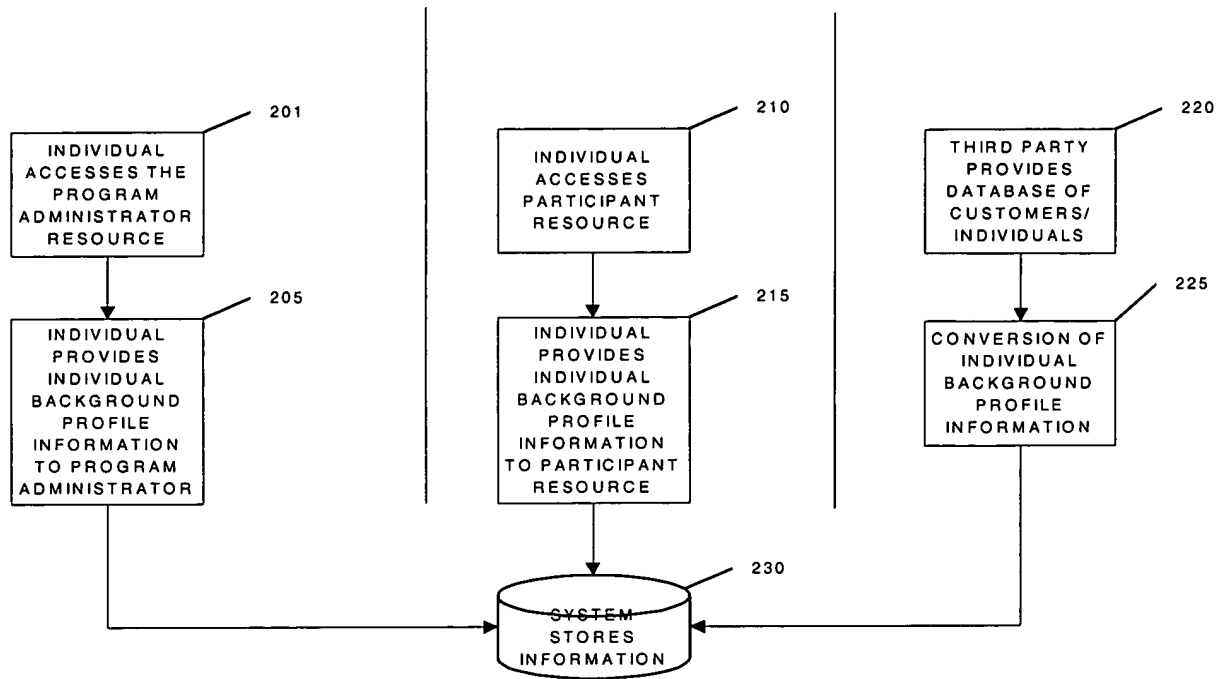 201
INDIVIDUAL
ACCESSES THE
PROGRAM
ADMINISTRATOR
RESOURCE
205
INDIVIDUAL
PROVIDES
INDIVIDUAL
BACKGROUND
PROFILE
INFORMATION
TO PROGRAM
ADMINISTRATOR
210
INDIVIDUAL
ACCESSES
PARTICIPANT
RESOURCE
215
INDIVIDUAL
PROVIDES
INDIVIDUAL
BACKGROUND
PROFILE
INFORMATION
TO PARTICIPANT
RESOURCE
220
THIRD PARTY
PROVIDES
DATABASE OF
CUSTOMERS/
INDIVIDUALS
225
CONVERSION OF
INDIVIDUAL
BACKGROUND
PROFILE
INFORMATION
230
SYSTEM
STORES
INFORMATION